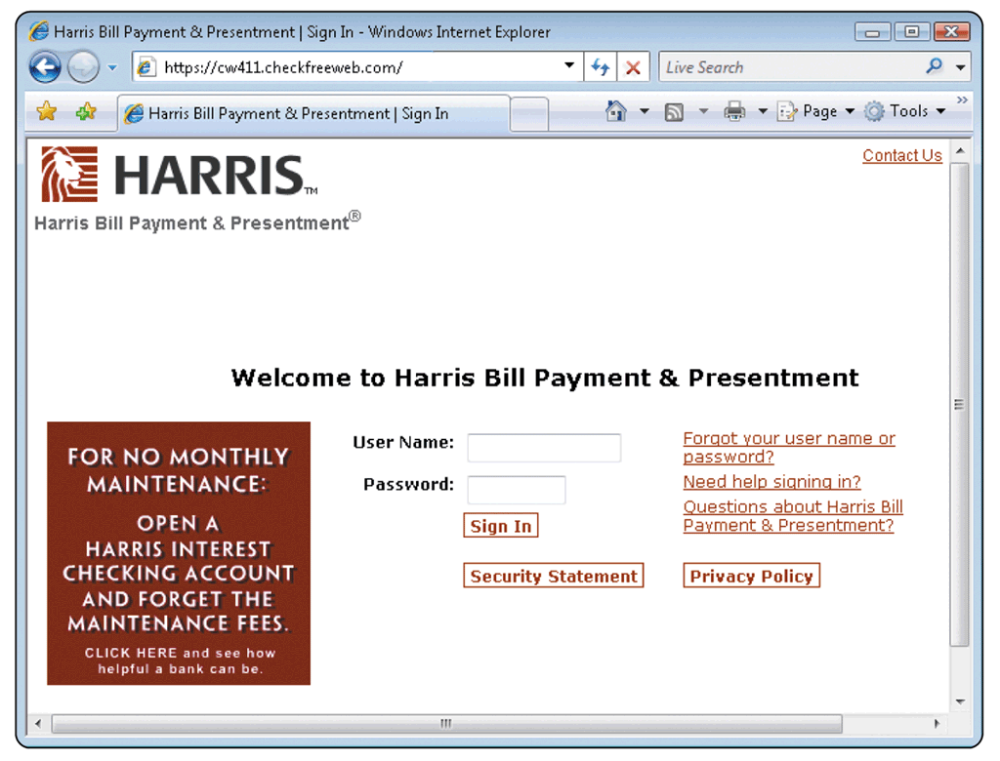 Harris Bill Payment & Presentment | Sign In - Windows Internet Explorer
https://cw411.checkfreeweb.com/
Live Search
Harris Bill Payment & Presentment | Sign In
Page
Tools
Contact Us
HARRIS™
Harris Bill Payment & Presentment®
Welcome to Harris Bill Payment & Presentment
FOR NO MONTHLY
MAINTENANCE:
OPEN A
HARRIS INTEREST
CHECKING ACCOUNT
AND FORGET THE
MAINTENANCE FEES.
CLICK HERE and see how
helpful a bank can be.
User Name:
Password:
Sign In
Security Statement
Forgot your user name or
password?
Need help signing in?
Questions about Harris Bill
Payment & Presentment?
Privacy Policy